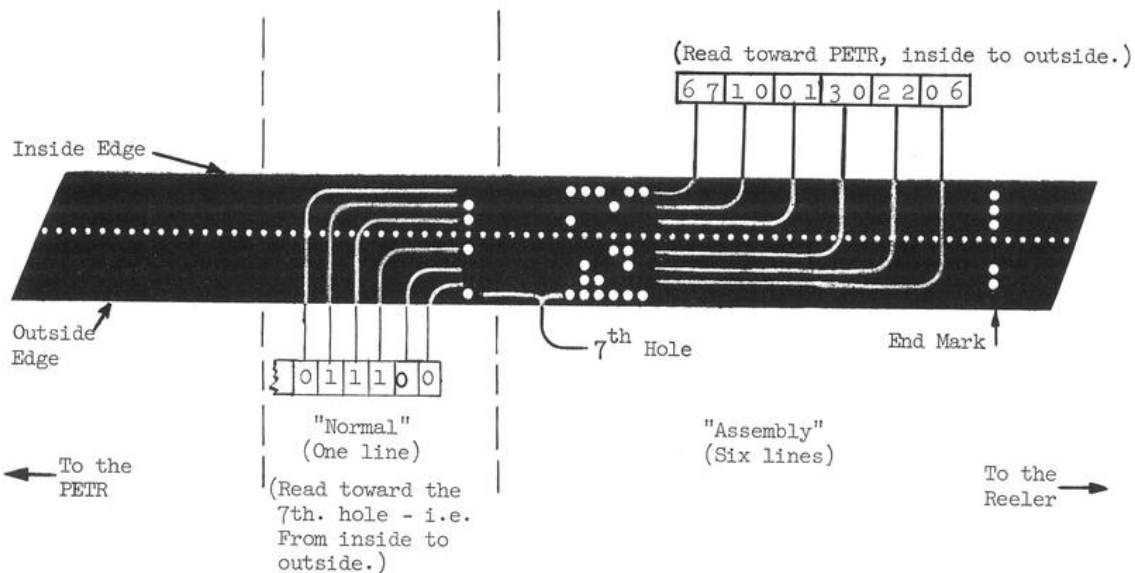 (Read toward PETR, inside to outside.)
6 7 1 0 0 1 3 0 2 2 0 6
Inside Edge
Outside
Edge
7th Hole
End Mark
0 1 1 1 0 0
"Normal"
(One line)
"Assembly"
(Six lines)
To the
PETR
(Read toward the
7th. hole - i.e.
From inside to
outside.)
To the
Reeler